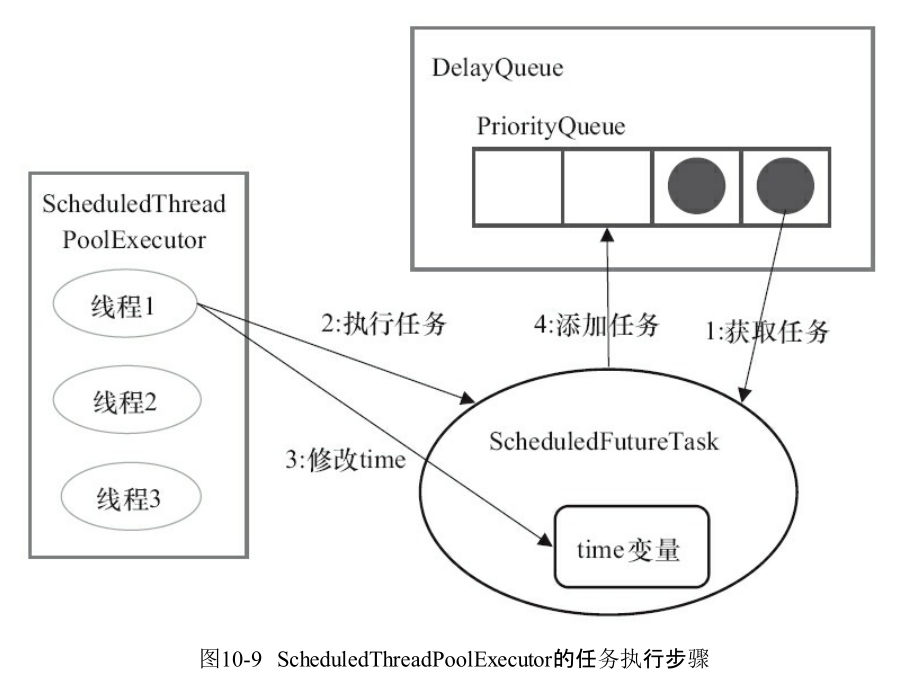 DelayQueue
PriorityQueue
ScheduledThread
PoolExecutor
线程1
线程2
线程3
2:执行任务
4:添加任务
1:获取任务
3:修改time
ScheduledFutureTask
time变量
图10-9 ScheduledThreadPoolExecutor的任务执行步骤